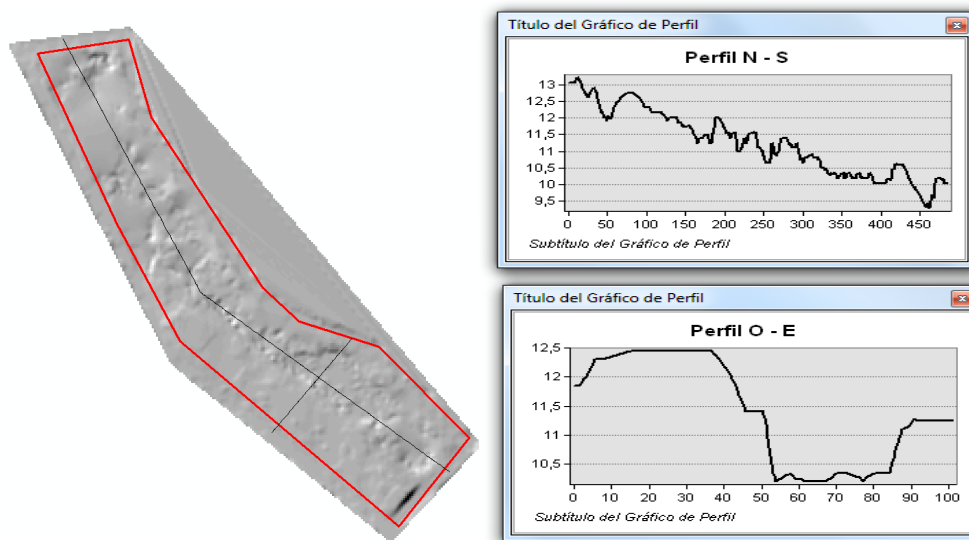 Título del Gráfico de Perfil
Perfil N - S
13
12,5
12
11,5
11
10,5
10
9,5
0 50 100 150 200 250 300 350 400 450
Subtítulo del Gráfico de Perfil
Título del Gráfico de Perfil
Perfil O - E
12,5
12
11,5
11
10,5
0 10 20 30 40 50 60 70 80 90 100
Subtítulo del Gráfico de Perfil